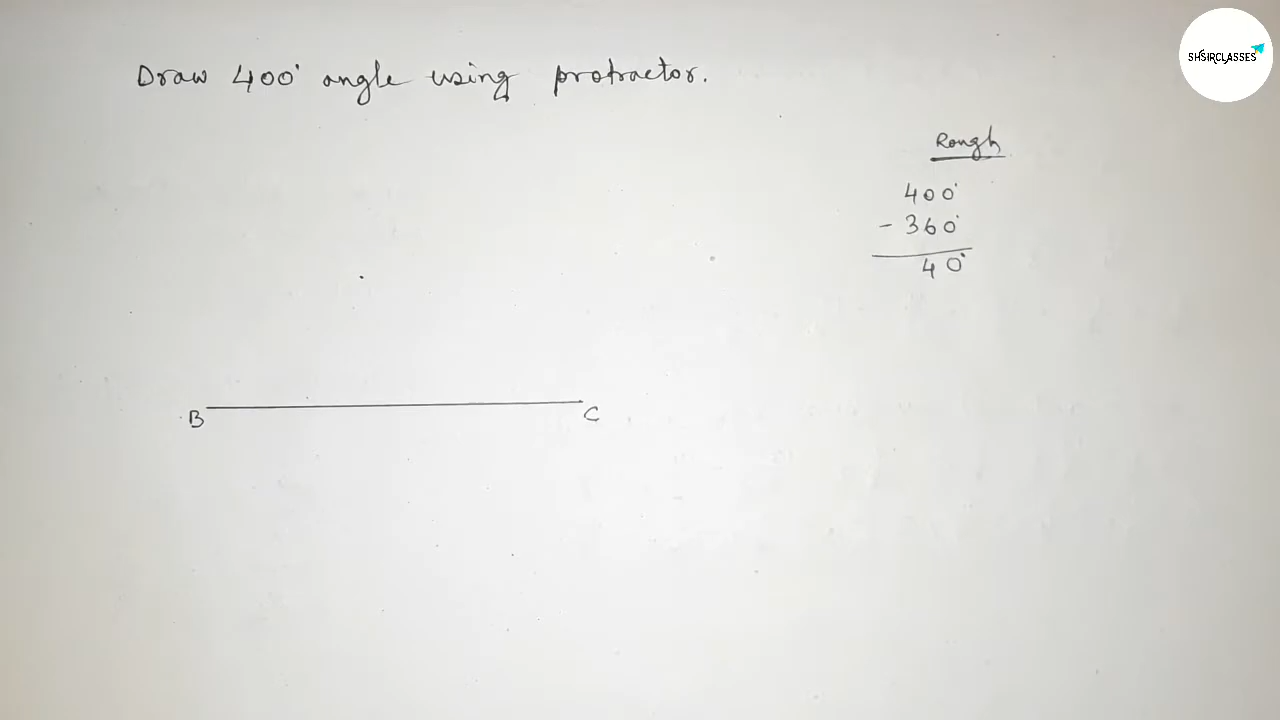 SHSIRCLASSES
Draw 400° angle using protractor.
Rough
400°
- 360°
40°
B
C